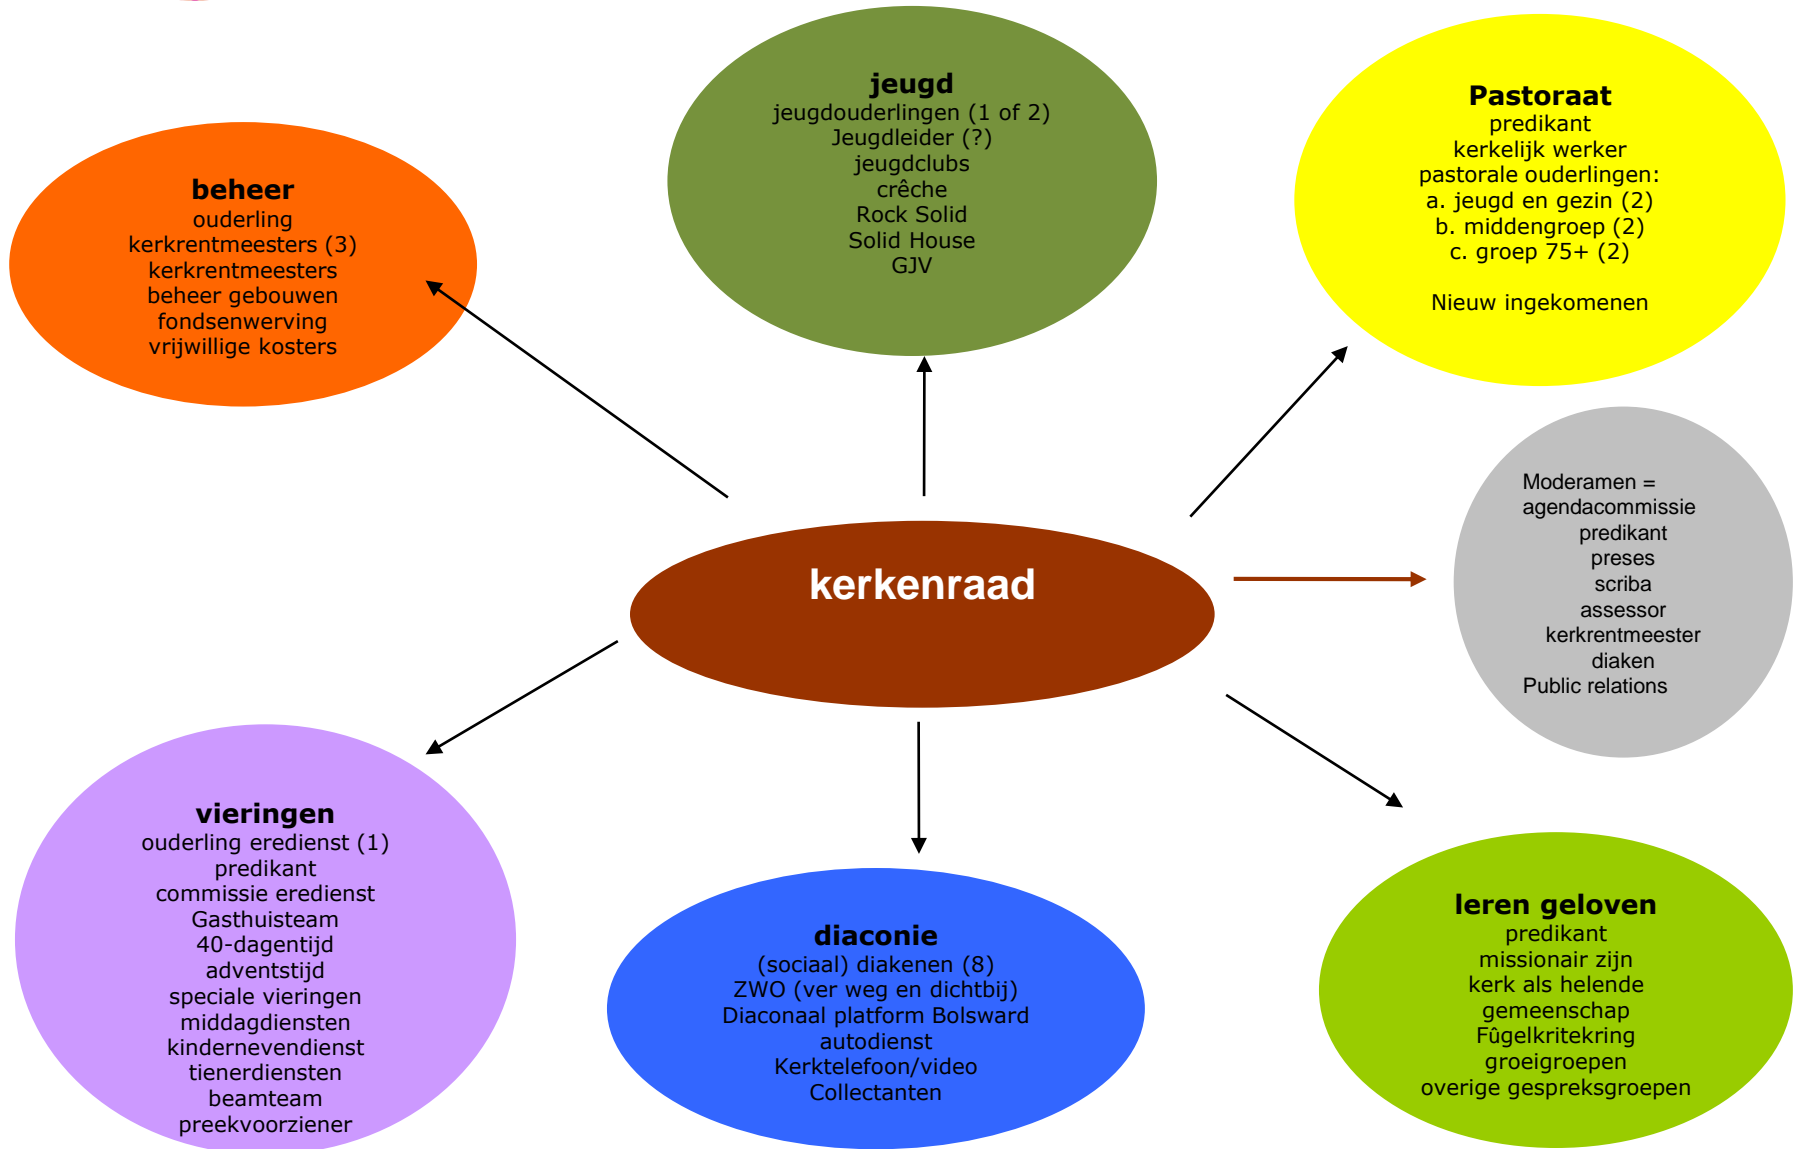 jeugd
jeugdouderlingen (1 of 2)
Jeugdleider (?)
jeugdclubs
crêche
Rock Solid
Solid House
GJV
Pastoraat
predikant
kerkelijk werker
pastorale ouderlingen:
a. jeugd en gezin (2)
b. middengroep (2)
c. groep 75+ (2)
Nieuw ingekomenen
beheer
ouderling
kerkrentmeesters (3)
kerkrentmeesters
beheer gebouwen
fondsenwerving
vrijwillige kosters
Moderamen =
agendacommissie
predikant
preses
scriba
assessor
kerkrentmeester
diaken
Public relations
kerkenraad
vieringen
ouderling eredienst (1)
predikant
commissie eredienst
Gasthuisteam
40-dagentijd
adventstijd
speciale vieringen
middagdiensten
kindernevendienst
tienerdiensten
beamteam
preekvoorziener
diaconie
(sociaal) diakenen (8)
ZWO (ver weg en dichtbij)
Diaconaal platform Bolsward
autodienst
Kerktelefoon/video
Collectanten
leren geloven
predikant
missionair zijn
kerk als helende
gemeenschap
Fûgelkritekring
groeigroepen
overige gespreksgroepen